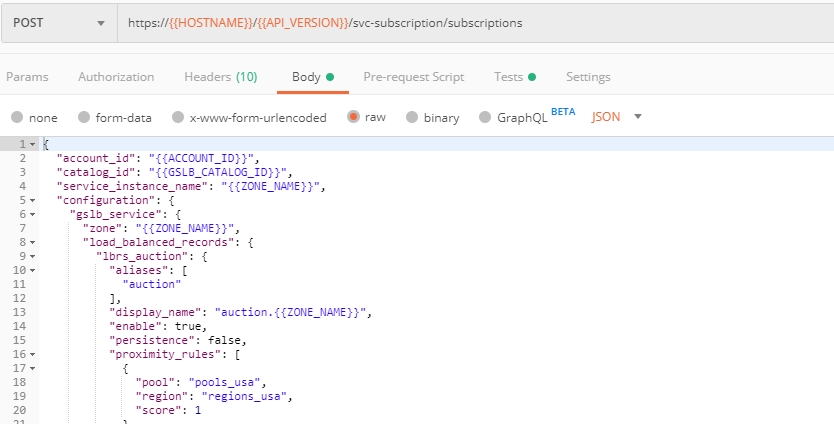 POST https://{{HOSTNAME}}/{{API_VERSION}}/svc-subscription/subscriptions
Params Authorization Headers (10) Body Pre-request Script Tests Settings
none form-data x-www-form-urlencoded raw binary GraphQL BETA JSON
1 {
2 "account_id": "{{ACCOUNT_ID}}",
3 "catalog_id": "{{GSLB_CATALOG_ID}}",
4 "service_instance_name": "{{ZONE_NAME}}",
5 "configuration": {
6 "gslb_service": {
7 "zone": "{{ZONE_NAME}}",
8 "load_balanced_records": {
9 "lbrs_auction": {
10 "aliases": [
11 "auction"
12 ],
13 "display_name": "auction.{{ZONE_NAME}}",
14 "enable": true,
15 "persistence": false,
16 "proximity_rules": [
17 {
18 "pool": "pools_usa",
19 "region": "regions_usa",
20 "score": 1